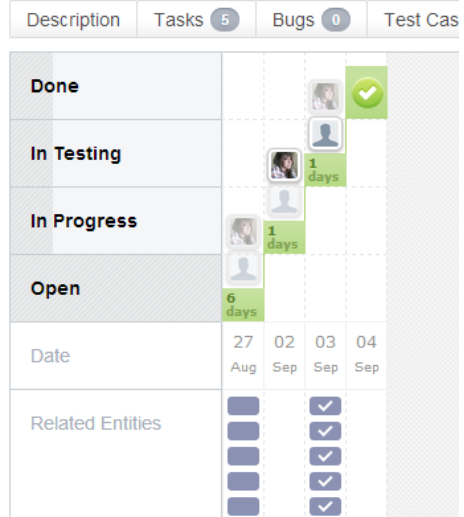 Description Tasks 5 Bugs 0 Test Cas
Done
In Testing
1
days
In Progress
1
days
Open
6
days
Date
27 02 03 04
Aug Sep Sep Sep
Related Entities